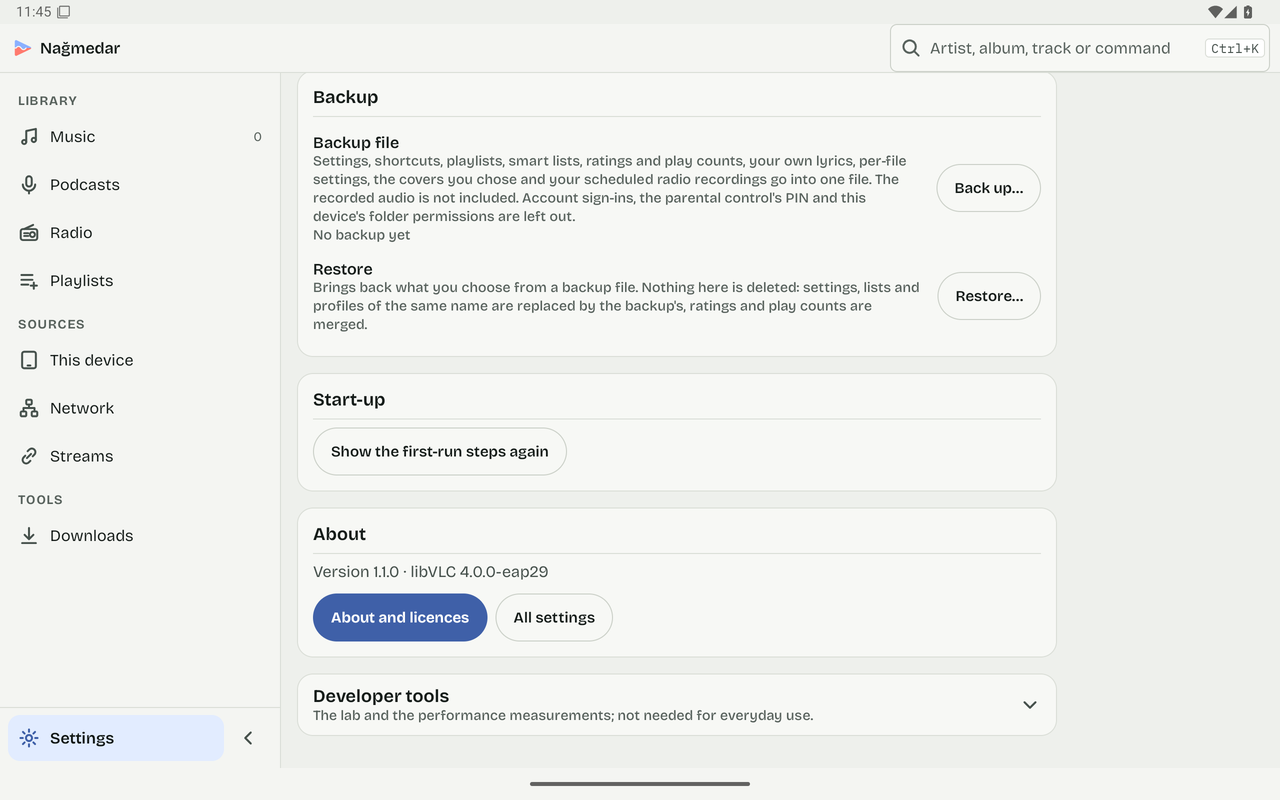 11:45
Nağmedar
Artist, album, track or command
Ctrl+K
LIBRARY
Music
0
Podcasts
Radio
Playlists
SOURCES
This device
Network
Streams
TOOLS
Downloads
Settings
Backup
Backup file
Settings, shortcuts, playlists, smart lists, ratings and play counts, your own lyrics, per-file
settings, the covers you chose and your scheduled radio recordings go into one file. The
recorded audio is not included. Account sign-ins, the parental control's PIN and this
device's folder permissions are left out.
No backup yet
Back up...
Restore
Brings back what you choose from a backup file. Nothing here is deleted: settings, lists and
profiles of the same name are replaced by the backup's, ratings and play counts are
merged.
Restore...
Start-up
Show the first-run steps again
About
Version 1.1.0 · libVLC 4.0.0-eap29
About and licences
All settings
Developer tools
The lab and the performance measurements; not needed for everyday use.